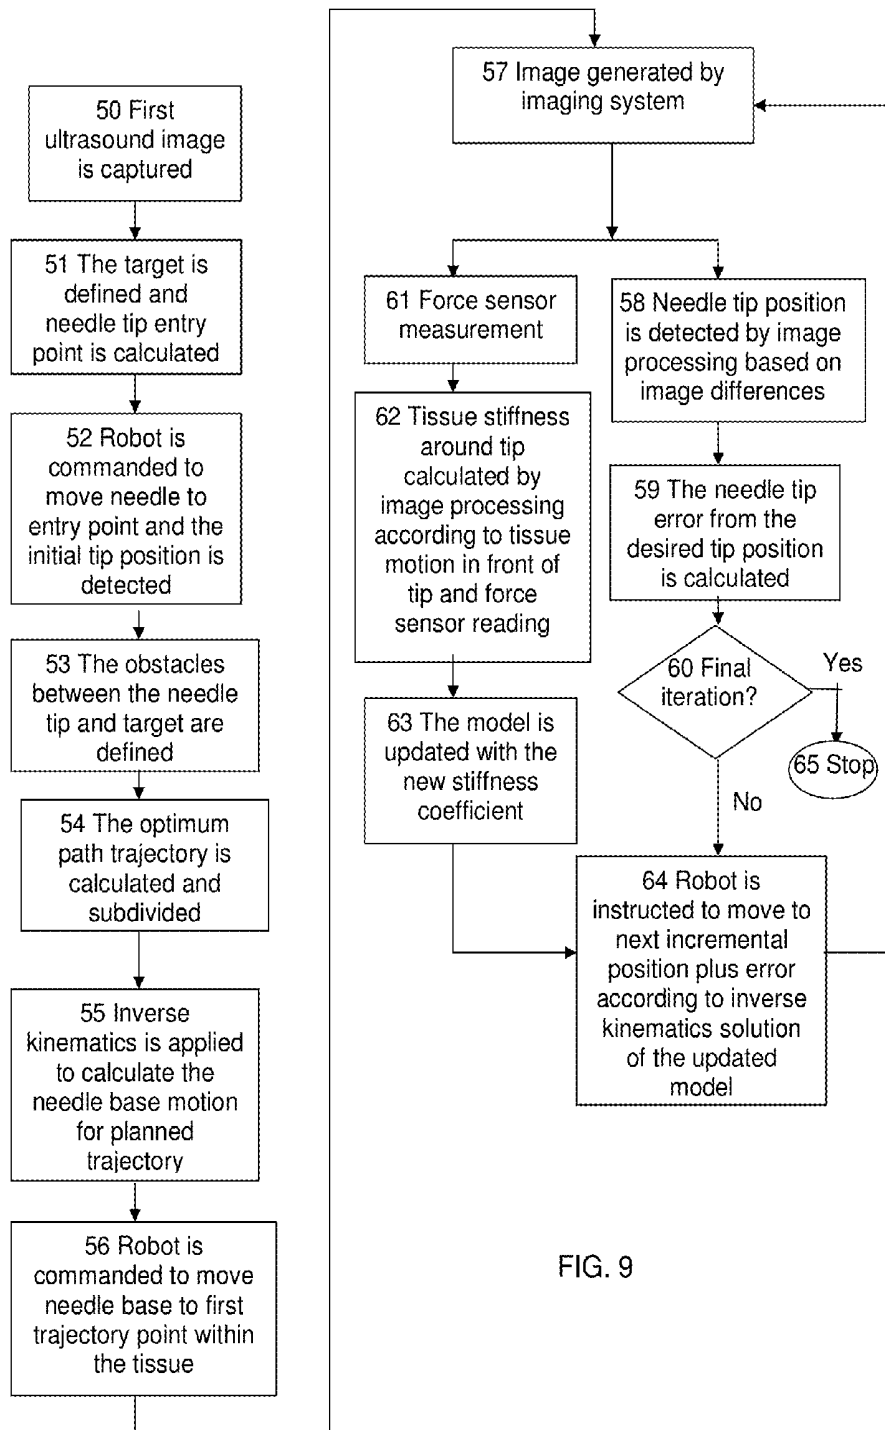 50 First
ultrasound image
is captured
51 The target is
defined and
needle tip entry
point is calculated
52 Robot is
commanded to
move needle to
entry point and the
initial tip position is
detected
53 The obstacles
between the needle
tip and target are
defined
54 The optimum
path trajectory is
calculated and
subdivided
55 Inverse
kinematics is applied
to calculate the
needle base motion
for planned
trajectory
56 Robot is
commanded to move
needle base to first
trajectory point within
the tissue
57 Image generated by
imaging system
61 Force sensor
measurement
62 Tissue stiffness
around tip
calculated by
image processing
according to tissue
motion in front of
tip and force
sensor reading
63 The model is
updated with the
new stiffness
coefficient
58 Needle tip position
is detected by image
processing based on
image differences
59 The needle tip
error from the
desired tip position
is calculated
60 Final
iteration?
Yes
65 Stop
No
64 Robot is
instructed to move to
next incremental
position plus error
according to inverse
kinematics solution
of the updated
model
FIG. 9